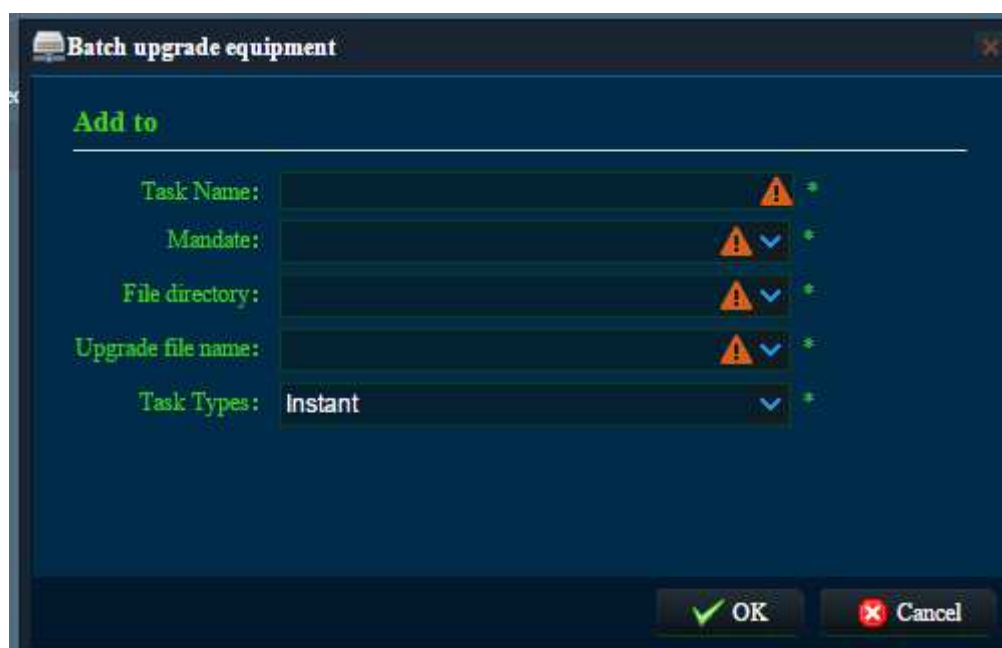 Batch upgrade equipment
Add to
Task Name: *
Mandate: *
File directory: *
Upgrade file name: *
Task Types: Instant *
OK Cancel